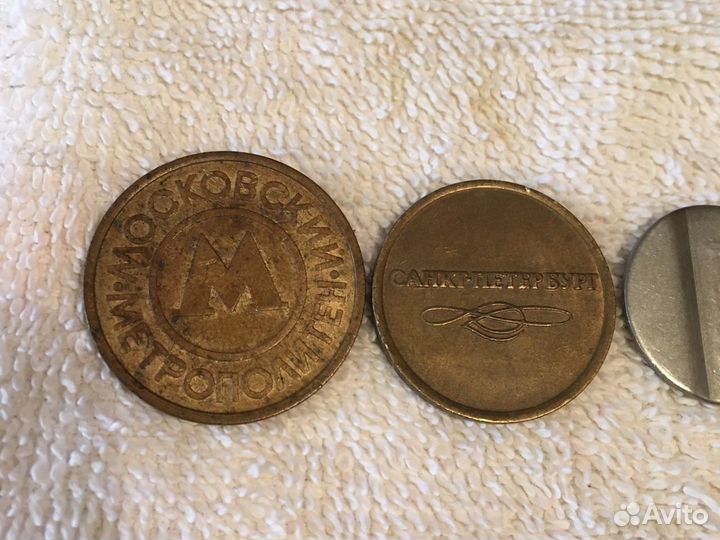 МОСКОВСКИЙ
МЕТРОПОЛИТЕН
М
САНКТ-ПЕТЕРБУРГ
Avito